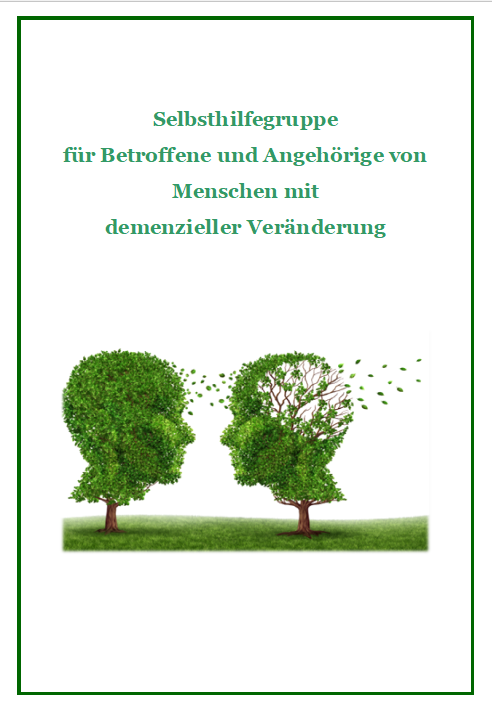 Selbsthilfegruppe
für Betroffene und Angehörige von
Menschen mit
demenzieller Veränderung